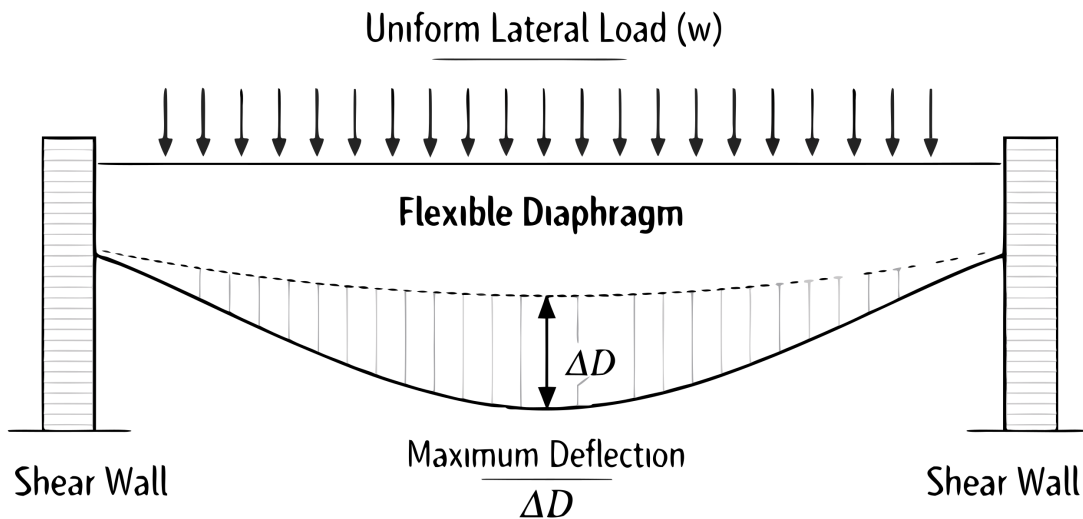 Uniform Lateral Load (w)
Flexible Diaphragm
ΔD
Maximum Deflection
ΔD
Shear Wall
Shear Wall